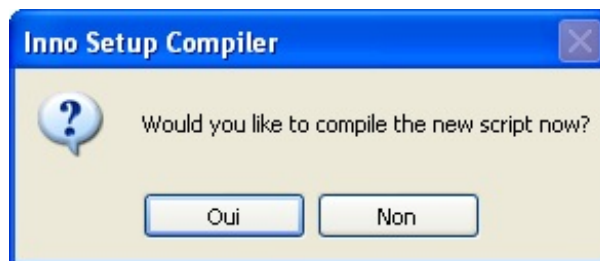 Inno Setup Compiler
Would you like to compile the new script now?
Oui Non